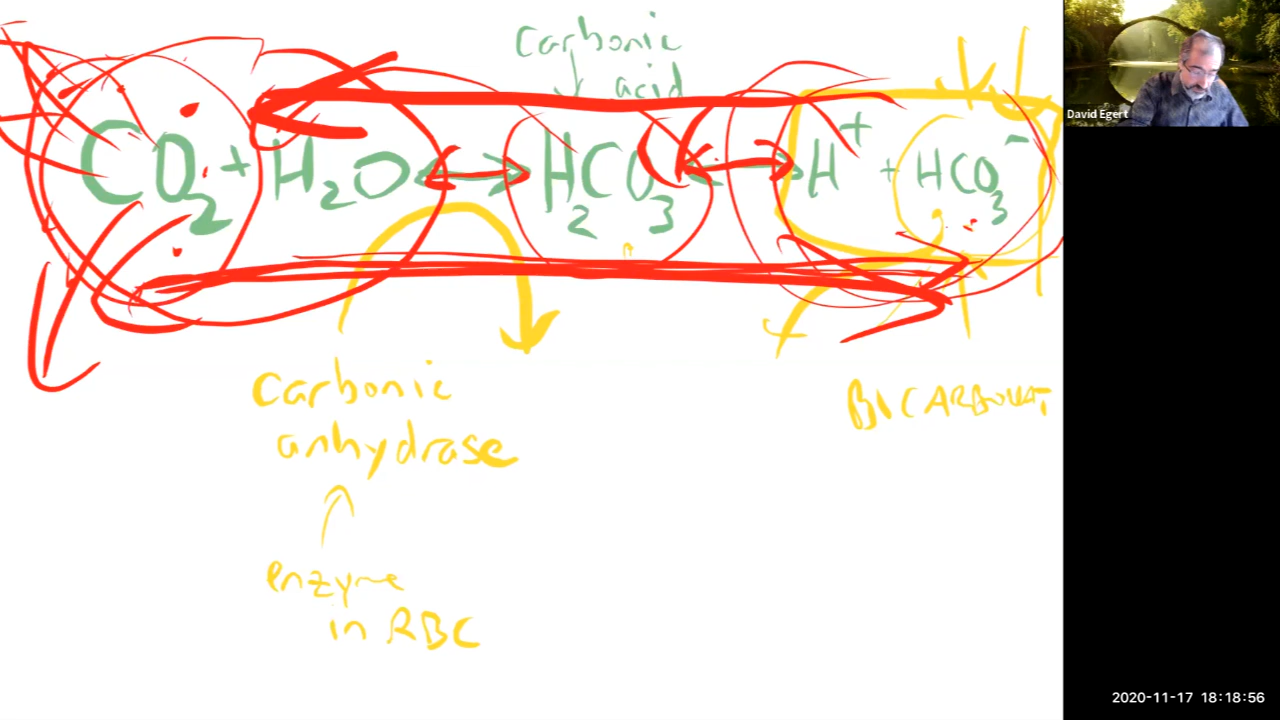 Carbonic
acid
CO2 + H2O ↔ H2CO3 ↔ H+ + HCO3-
David Egert
Carbonic
anhydrase
BICARBONAT
enzyme
in RBC
2020-11-17 18:18:56